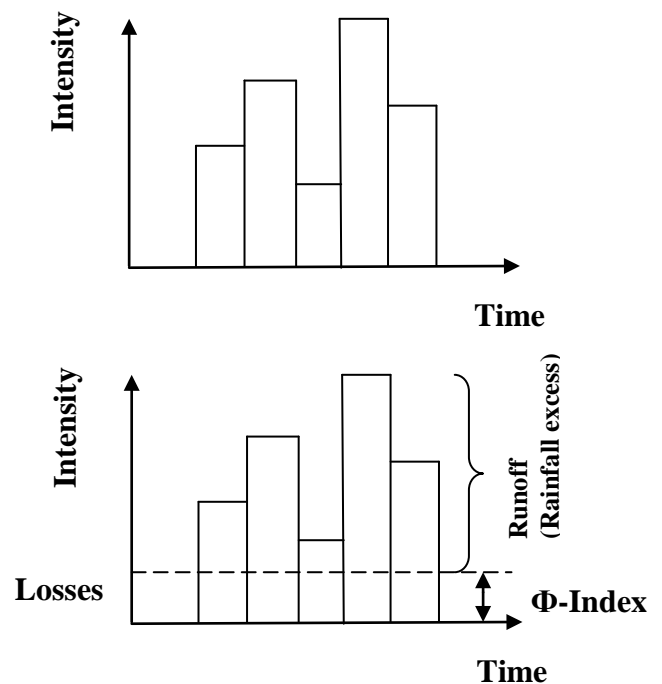 Intensity
Time
Intensity
Runoff
(Rainfall excess)
Losses
Φ-Index
Time